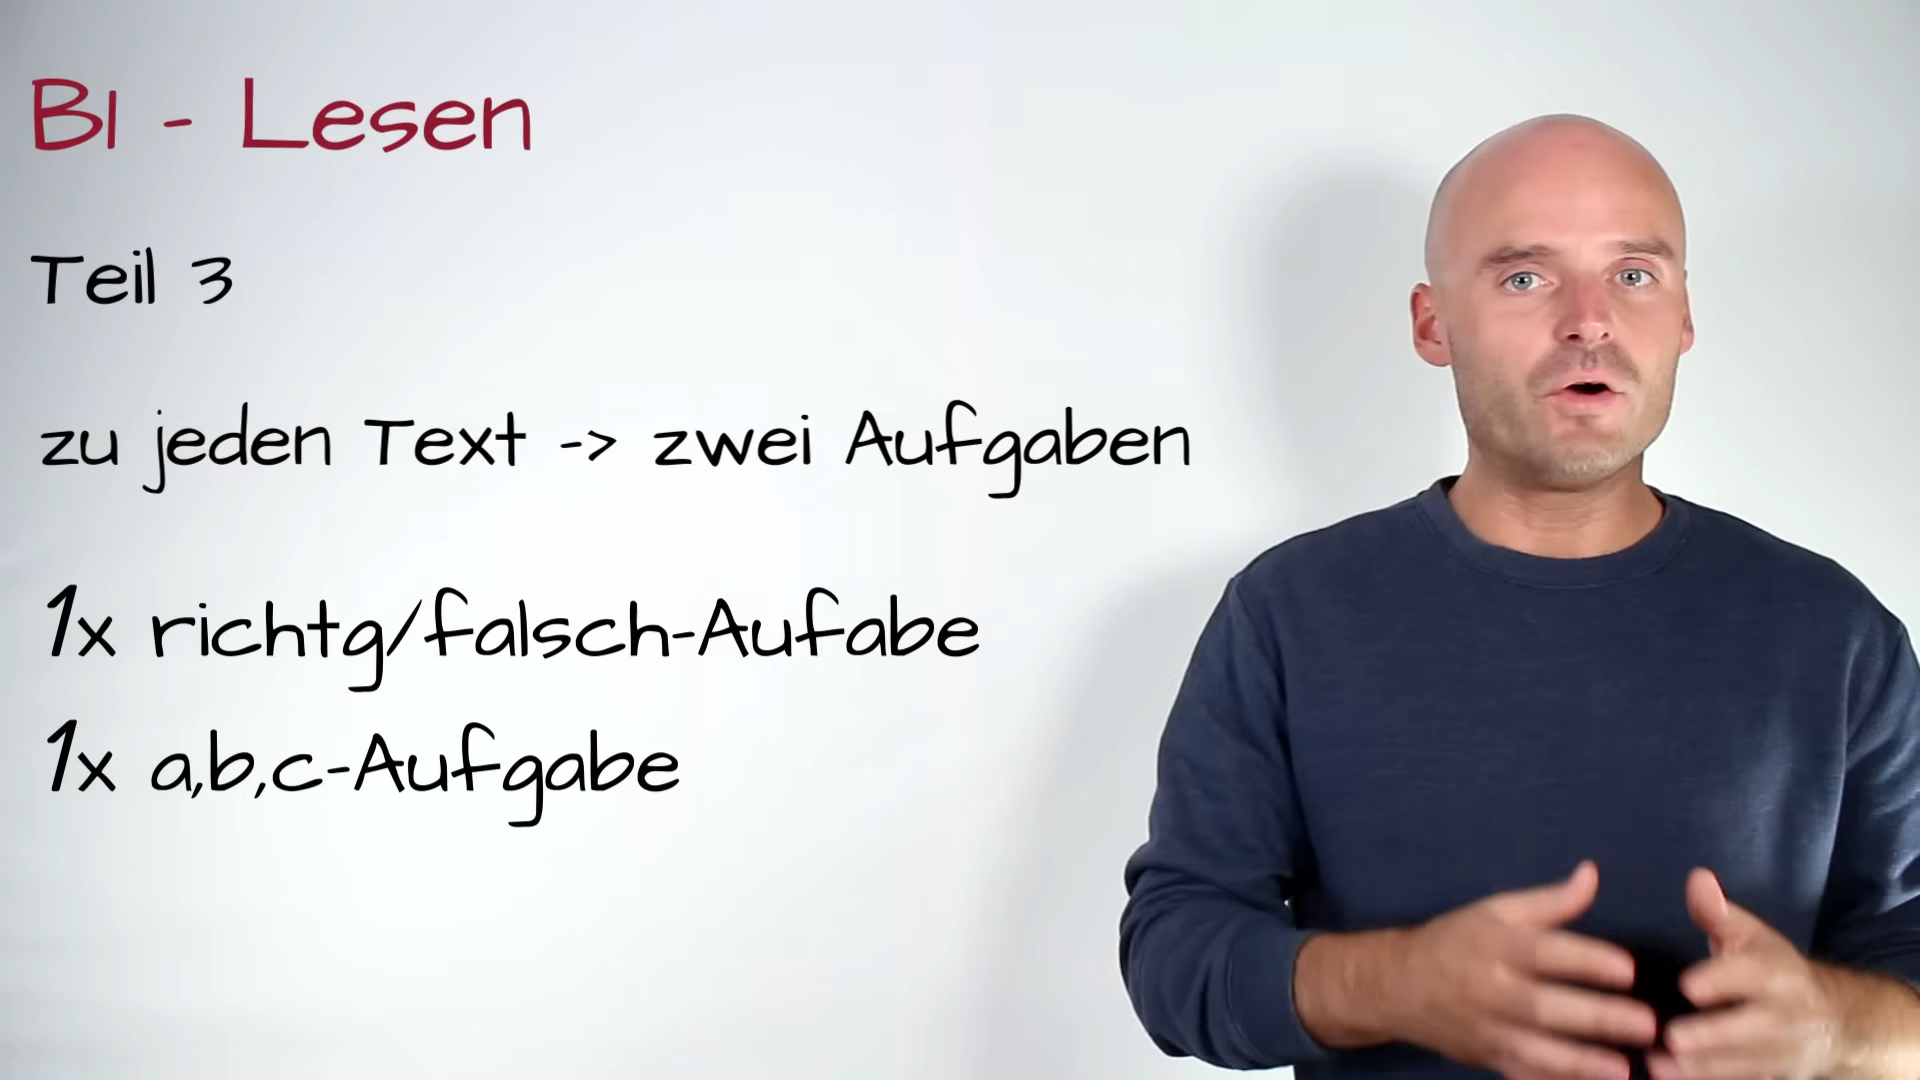 B1 - Lesen
Teil 3
zu jeden Text -> zwei Aufgaben
1x richtg/falsch-Aufabe
1x a,b,c-Aufgabe